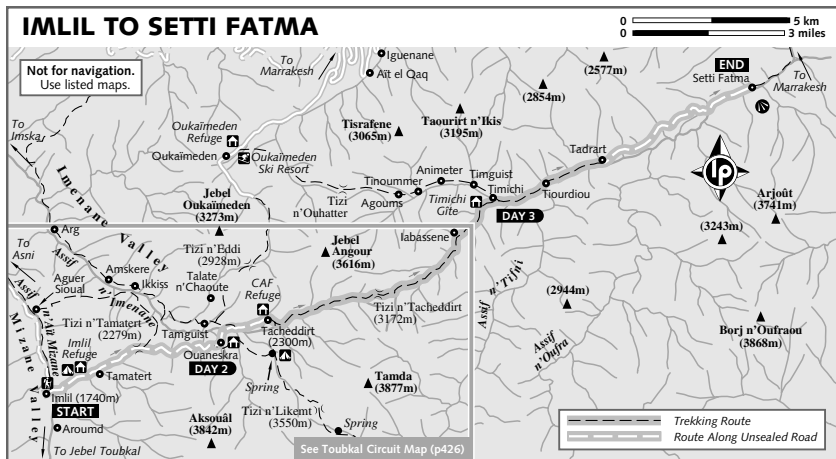 IMLIL TO SETTI FATMA
0 5 km
0 3 miles
Not for navigation.
Use listed maps.
To
Marrakesh
Iguenane
Aït el Qaq
(2577m)
(2854m)
END
Setti Fatma
To
Marrakesh
To
Imska
Oukaïmeden
Refuge
Oukaïmeden
Oukaïmeden
Ski Resort
Tisrafene
(3065m)
Taourirt n'Ikis
(3195m)
Tadrart
lp
Imenane Valley
Jebel
Oukaïmeden
(3273m)
Tizi
n'Ouhatter
Tinoummer
Agoums
Animeter
Timguist
Timichi
Timichi
Gîte
Tiourdiou
DAY 3
Arjoût
(3741m)
(3243m)
Arg
To
Asni
Assif
n'Imenane
Aguer
Sioual
Amskere
Ikkiss
Tizi n'Eddi
(2928m)
Talate
n'Chaoute
Jebel
Angour
(3616m)
Iabassene
CAF
Refuge
Assif
n'Tifni
(2944m)
Assif
n'Oufra
Borj n'Oufraou
(3868m)
Assif
n'Aït Mizane
Mizane Valley
Tizi n'Tamatert
(2279m)
Imlil
Refuge
Tamguist
Ouaneskra
DAY 2
Tacheddirt
(2300m)
Tizi n'Tacheddirt
(3172m)
Tamatert
Imlil (1740m)
START
Aroumd
To Jebel Toubkal
Aksouâl
(3842m)
Spring
Tizi n'Likemt
(3550m)
Spring
Tamda
(3877m)
See Toubkal Circuit Map (p426)
Trekking Route
Route Along Unsealed Road